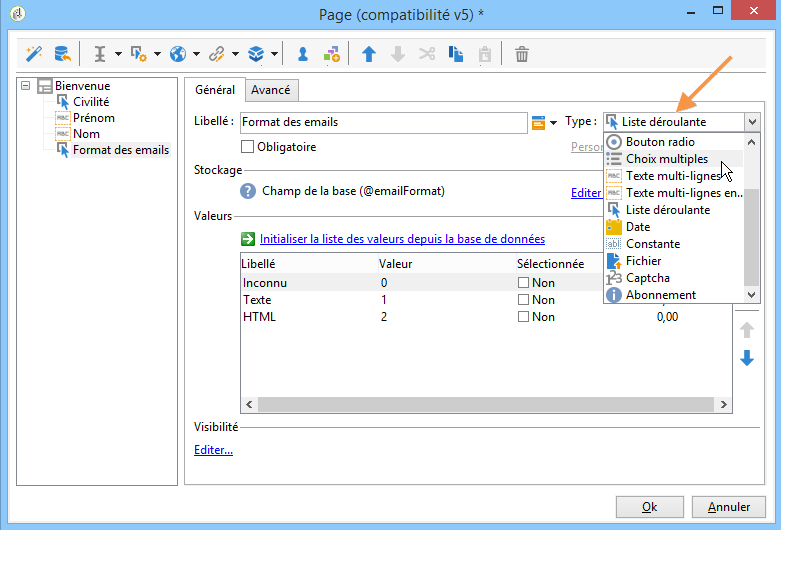 Page (compatibilité v5) *
Bienvenue
Civilité
Prénom
Nom
Format des emails
Général Avancé
Libellé : Format des emails Type : Liste déroulante
Obligatoire
Bouton radio
Choix multiples
Texte multi-lignes
Texte multi-lignes en...
Liste déroulante
Date
Constante
Fichier
Captcha
Abonnement
Stockage
Champ de la base (@emailFormat) Editer
Valeurs
Initialiser la liste des valeurs depuis la base de données
Libellé Valeur Sélectionnée
Inconnu 0 Non
Texte 1 Non
HTML 2 Non 0,00
Visibilité
Editer...
Ok Annuler